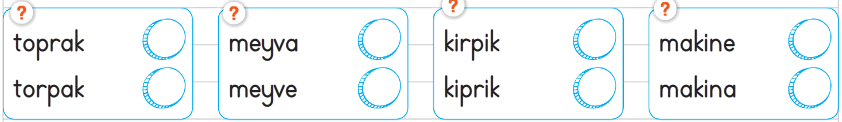 ? ? ? ?
toprak meyva kirpik makine
torpak meyve kiprik makina